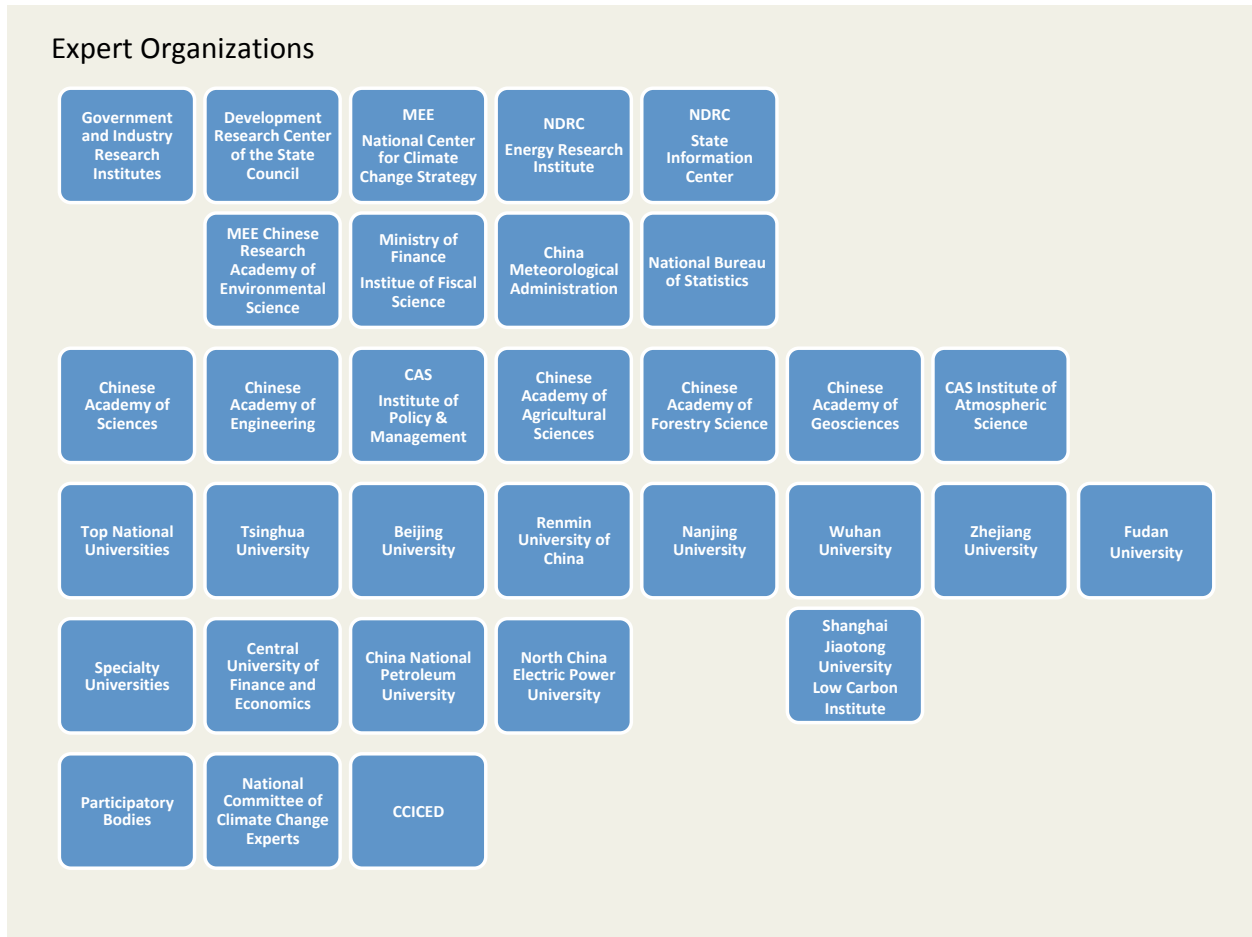 Expert Organizations
Government
and Industry
Research
Institutes
Development
Research Center
of the State
Council
MEE
National Center
for Climate
Change Strategy
NDRC
Energy Research
Institute
NDRC
State
Information
Center
MEE Chinese
Research
Academy of
Environmental
Science
Ministry of
Finance
Institue of Fiscal
Science
China
Meteorological
Administration
National Bureau
of Statistics
Chinese
Academy of
Sciences
Chinese
Academy of
Engineering
CAS
Institute of
Policy &
Management
Chinese
Academy of
Agricultural
Sciences
Chinese
Academy of
Forestry Science
Chinese
Academy of
Geosciences
CAS Institute of
Atmospheric
Science
Top National
Universities
Tsinghua
University
Beijing
University
Renmin
University of
China
Nanjing
University
Wuhan
University
Zhejiang
University
Fudan
University
Specialty
Universities
Central
University of
Finance and
Economics
China National
Petroleum
University
North China
Electric Power
University
Shanghai
Jiaotong
University
Low Carbon
Institute
Participatory
Bodies
National
Committee of
Climate Change
Experts
CCICED